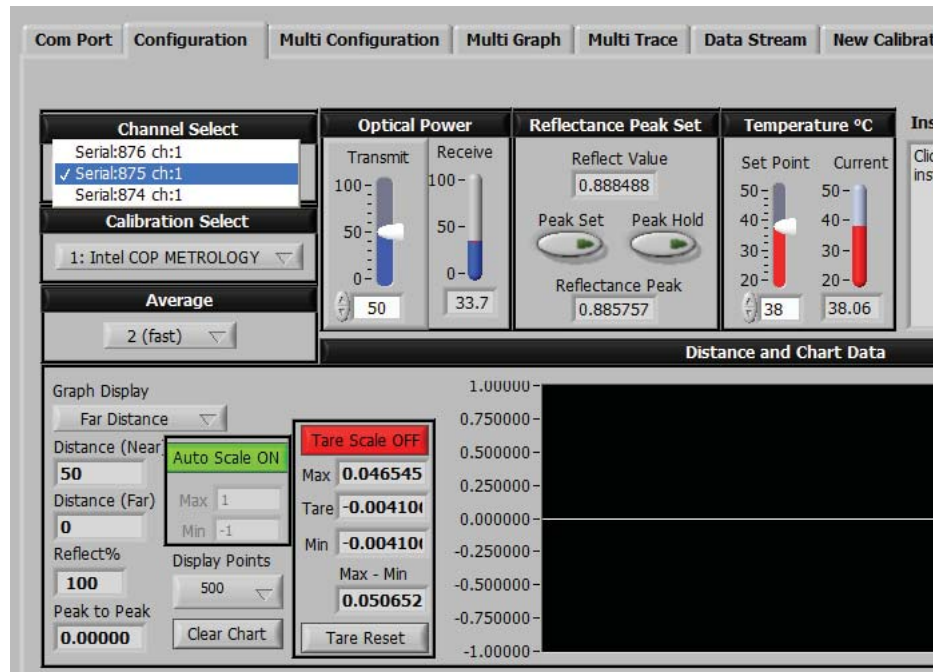 Com Port Configuration Multi Configuration Multi Graph Multi Trace Data Stream New Calibrat
Channel Select
Serial:876 ch:1
✓ Serial:875 ch:1
Serial:874 ch:1
Calibration Select
1: Intel COP METROLOGY
Average
2 (fast)
Optical Power
Transmit Receive
100 100
50 50
0 0
50 33.7
Reflectance Peak Set
Reflect Value
0.888488
Peak Set Peak Hold
Reflectance Peak
0.885757
Temperature ºC
Set Point Current
50 50
40 40
30 30
20 20
38 38.06
Ins
Clic
ins
Distance and Chart Data
Graph Display
Far Distance
Distance (Near
50
Distance (Far)
0
Reflect%
100
Peak to Peak
0.00000
Auto Scale ON
Max 1
Min -1
Display Points
500
Clear Chart
Tare Scale OFF
Max 0.046545
Tare -0.00410
Min -0.00410
Max - Min
0.050652
Tare Reset
1.00000
0.750000
0.500000
0.250000
0.000000
-0.250000
-0.500000
-0.750000
-1.00000